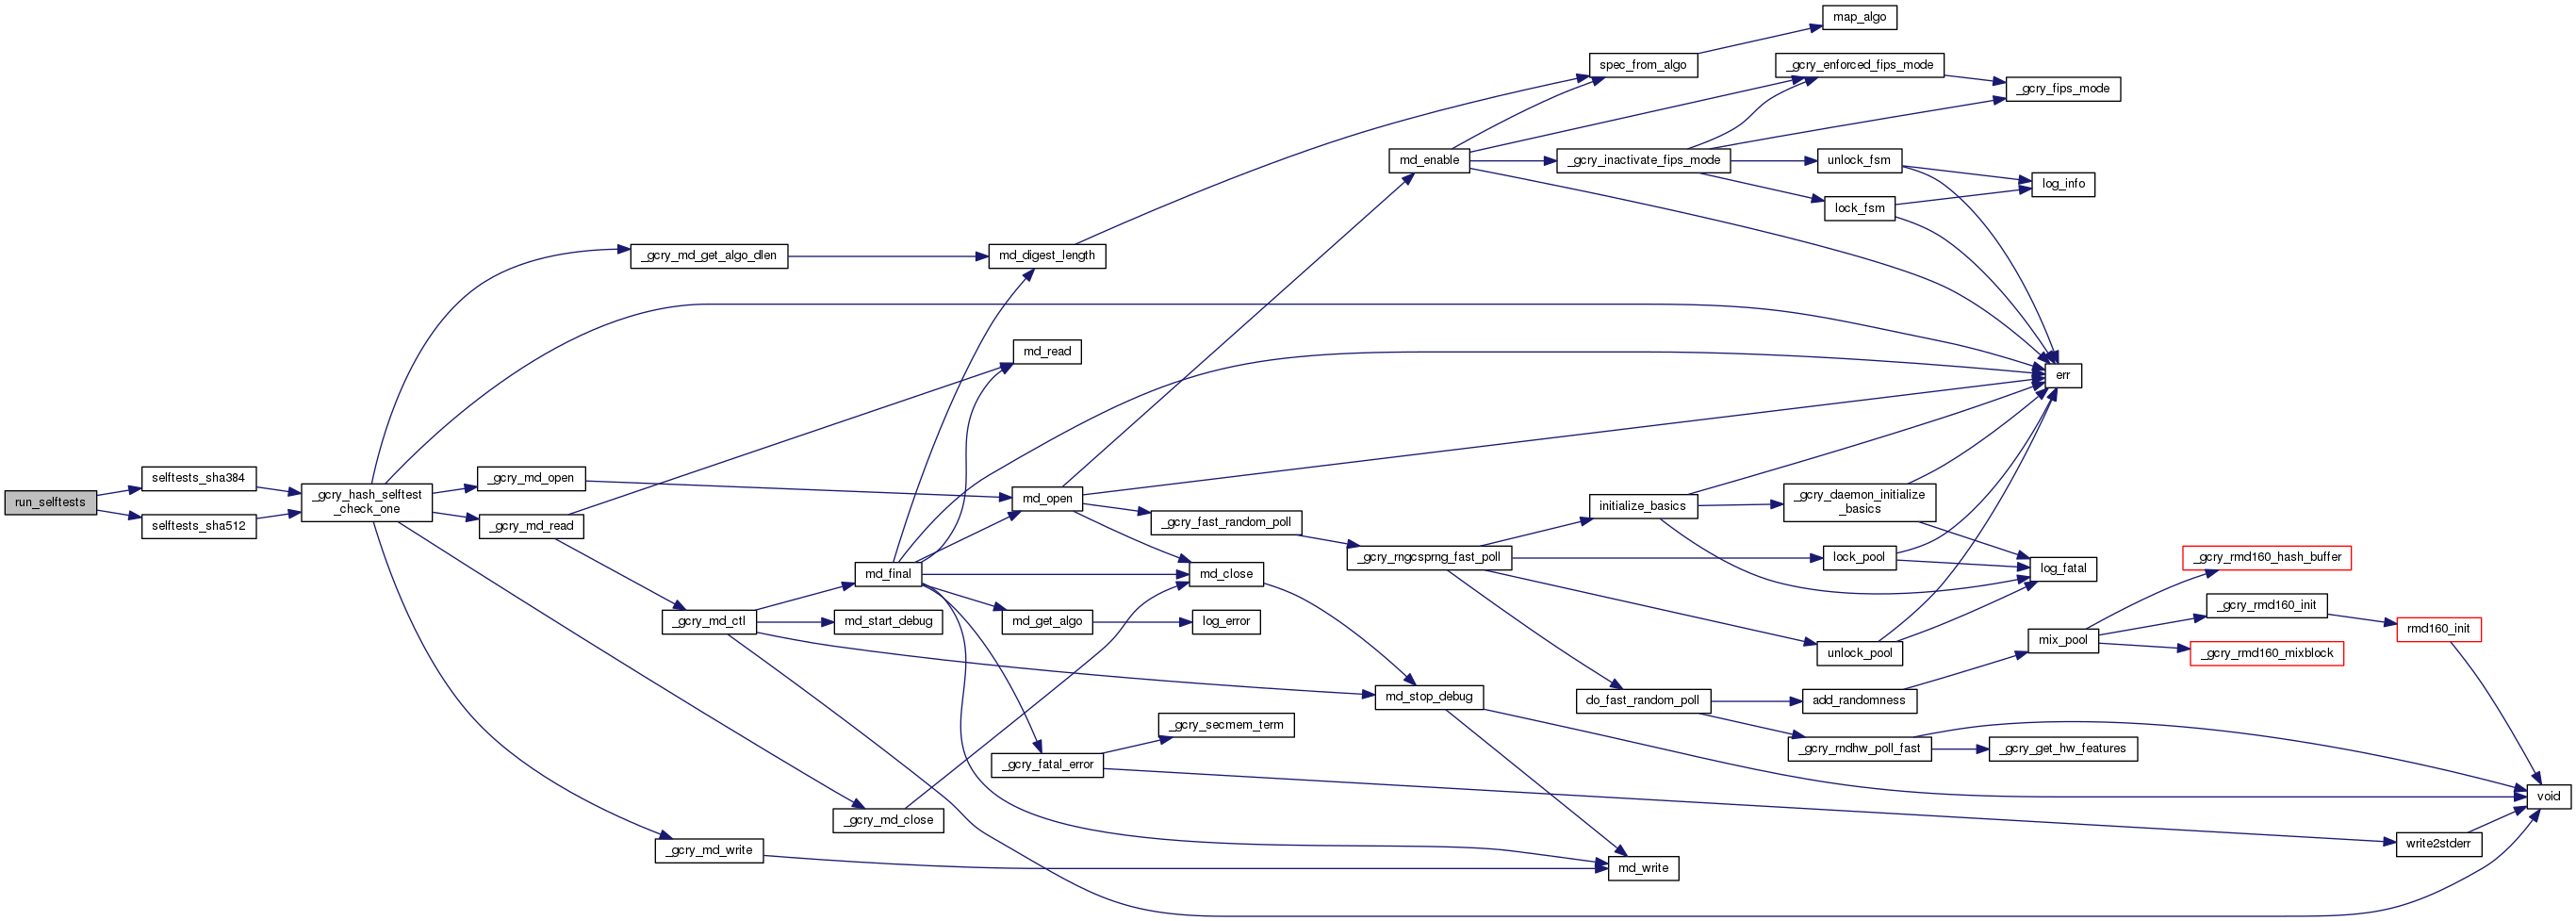 run_selftests
selftests_sha384
selftests_sha512
_gcry_hash_selftest
_check_one
_gcry_md_get_algo_dlen
_gcry_md_open
_gcry_md_read
_gcry_md_ctl
_gcry_md_close
_gcry_md_write
md_final
md_start_debug
md_digest_length
md_read
md_open
md_get_algo
_gcry_fatal_error
_gcry_fast_random_poll
md_close
log_error
_gcry_secmem_term
md_enable
_gcry_rngcsprng_fast_poll
md_stop_debug
spec_from_algo
_gcry_inactivate_fips_mode
initialize_basics
do_fast_random_poll
md_write
map_algo
_gcry_enforced_fips_mode
unlock_fsm
lock_fsm
_gcry_daemon_initialize
_basics
lock_pool
unlock_pool
add_randomness
_gcry_rndhw_poll_fast
_gcry_fips_mode
log_info
err
log_fatal
mix_pool
_gcry_get_hw_features
_gcry_rmd160_hash_buffer
_gcry_rmd160_init
_gcry_rmd160_mixblock
rmd160_init
write2stderr
void